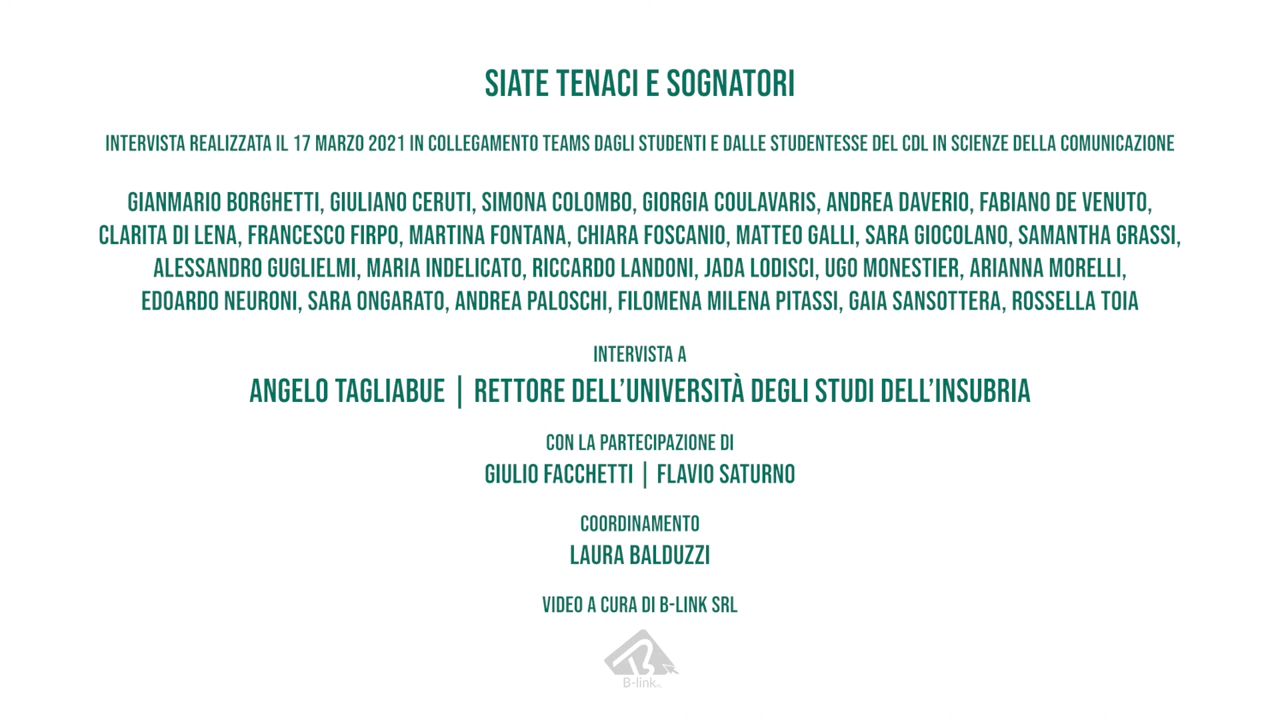 SIATE TENACI E SOGNATORI
INTERVISTA REALIZZATA IL 17 MARZO 2021 IN COLLEGAMENTO TEAMS DAGLI STUDENTI E DALLE STUDENTESSE DEL CDL IN SCIENZE DELLA COMUNICAZIONE
GIANMARIO BORGHETTI, GIULIANO CERUTI, SIMONA COLOMBO, GIORGIA COULAVARIS, ANDREA DAVERIO, FABIANO DE VENUTO,
CLARITA DI LENA, FRANCESCO FIRPO, MARTINA FONTANA, CHIARA FOSCANIO, MATTEO GALLI, SARA GIOCOLANO, SAMANTHA GRASSI,
ALESSANDRO GUGLIELMI, MARIA INDELICATO, RICCARDO LANDONI, JADA LODISCI, UGO MONESTIER, ARIANNA MORELLI,
EDOARDO NEURONI, SARA ONGARATO, ANDREA PALOSCHI, FILOMENA MILENA PITASSI, GAIA SANSOTTERA, ROSSELLA TOIA
INTERVISTA A
ANGELO TAGLIABUE | RETTORE DELL'UNIVERSITÀ DEGLI STUDI DELL'INSUBRIA
CON LA PARTECIPAZIONE DI
GIULIO FACCHETTI | FLAVIO SATURNO
COORDINAMENTO
LAURA BALDUZZI
VIDEO A CURA DI B-LINK SRL
B-link